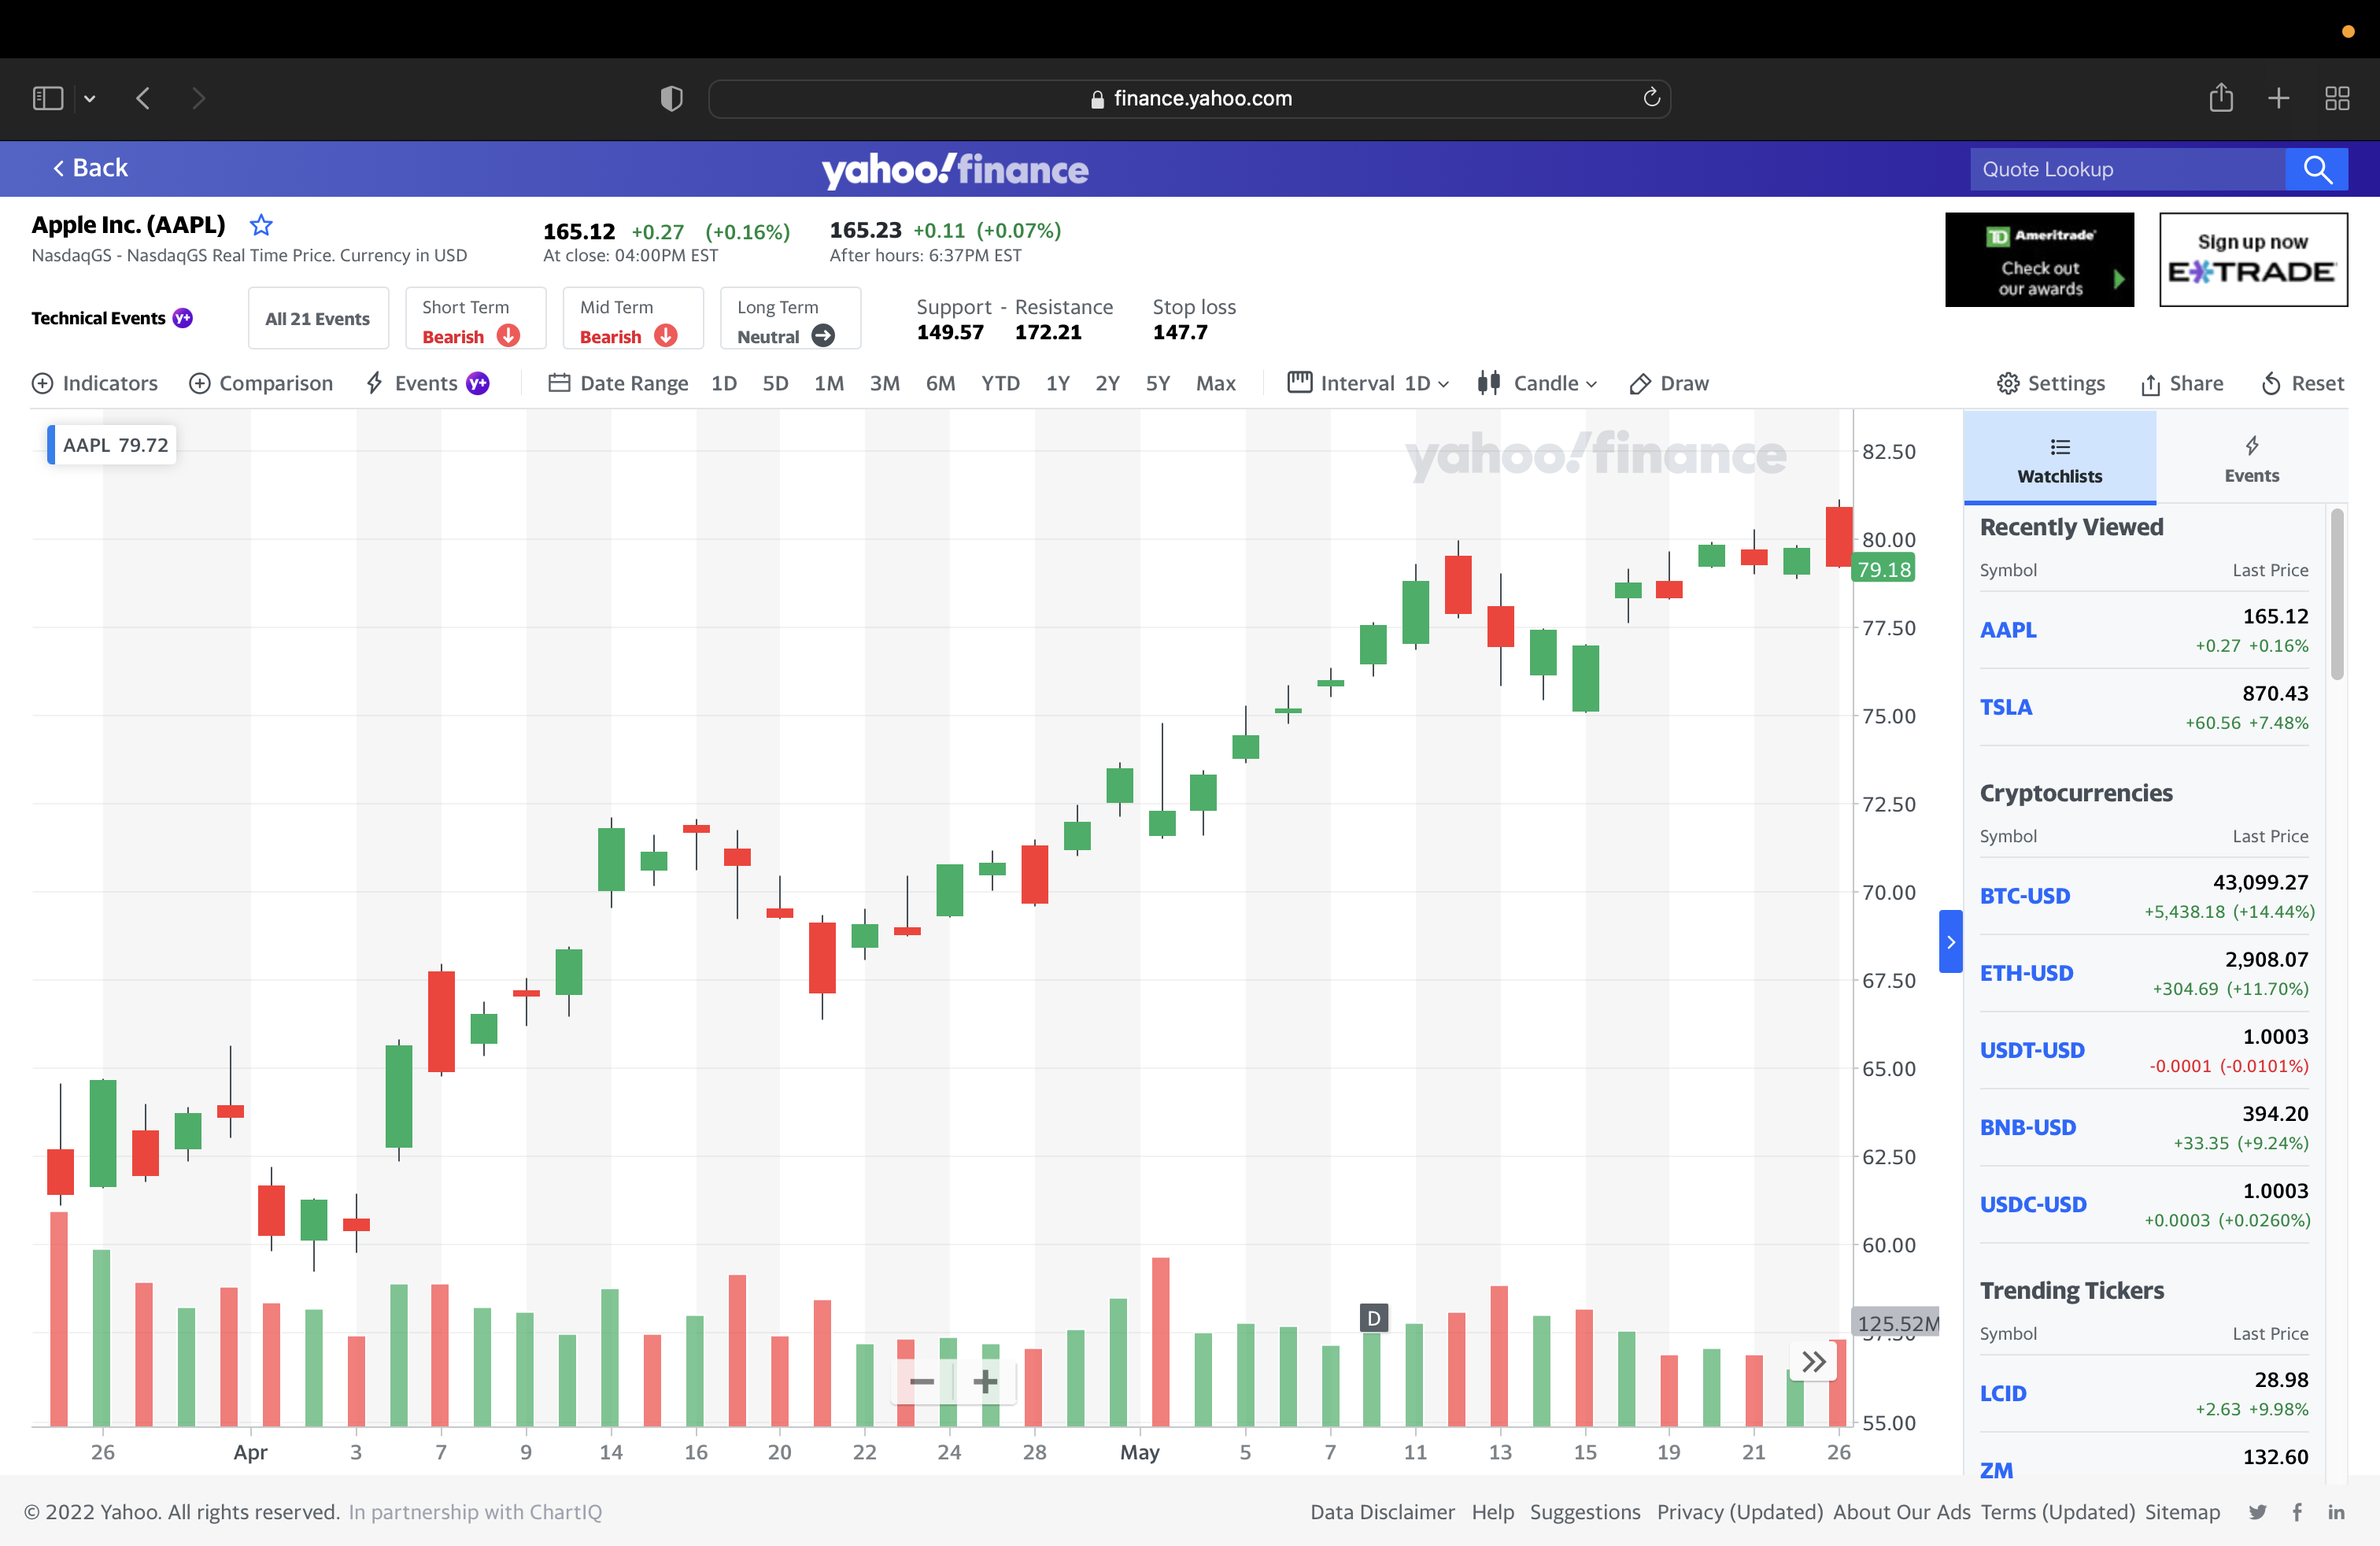 finance.yahoo.com
Back
yahoo!finance
Quote Lookup
Apple Inc. (AAPL)
165.12 +0.27 (+0.16%)
165.23 +0.11 (+0.07%)
NasdaqGS - NasdaqGS Real Time Price. Currency in USD
At close: 04:00PM EST
After hours: 6:37PM EST
TD Ameritrade
Check out
our awards
Sign up now
E*TRADE
Technical Events Y+
All 21 Events
Short Term
Bearish
Mid Term
Bearish
Long Term
Neutral
Support - Resistance
149.57 172.21
Stop loss
147.7
Indicators Comparison Events Y+ Date Range 1D 5D 1M 3M 6M YTD 1Y 2Y 5Y Max Interval 1D Candle Draw Settings Share Reset
AAPL 79.72
yahoo!finance
82.50
80.00
79.18
77.50
75.00
72.50
70.00
67.50
65.00
62.50
60.00
125.52M
55.00
D
26 Apr 3 7 9 14 16 20 22 24 28 May 5 7 11 13 15 19 21 26
Watchlists
Events
Recently Viewed
Symbol Last Price
AAPL 165.12
+0.27 +0.16%
TSLA 870.43
+60.56 +7.48%
Cryptocurrencies
Symbol Last Price
BTC-USD 43,099.27
+5,438.18 (+14.44%)
ETH-USD 2,908.07
+304.69 (+11.70%)
USDT-USD 1.0003
-0.0001 (-0.0101%)
BNB-USD 394.20
+33.35 (+9.24%)
USDC-USD 1.0003
+0.0003 (+0.0260%)
Trending Tickers
Symbol Last Price
LCID 28.98
+2.63 +9.98%
ZM 132.60
© 2022 Yahoo. All rights reserved. In partnership with ChartIQ
Data Disclaimer Help Suggestions Privacy (Updated) About Our Ads Terms (Updated) Sitemap